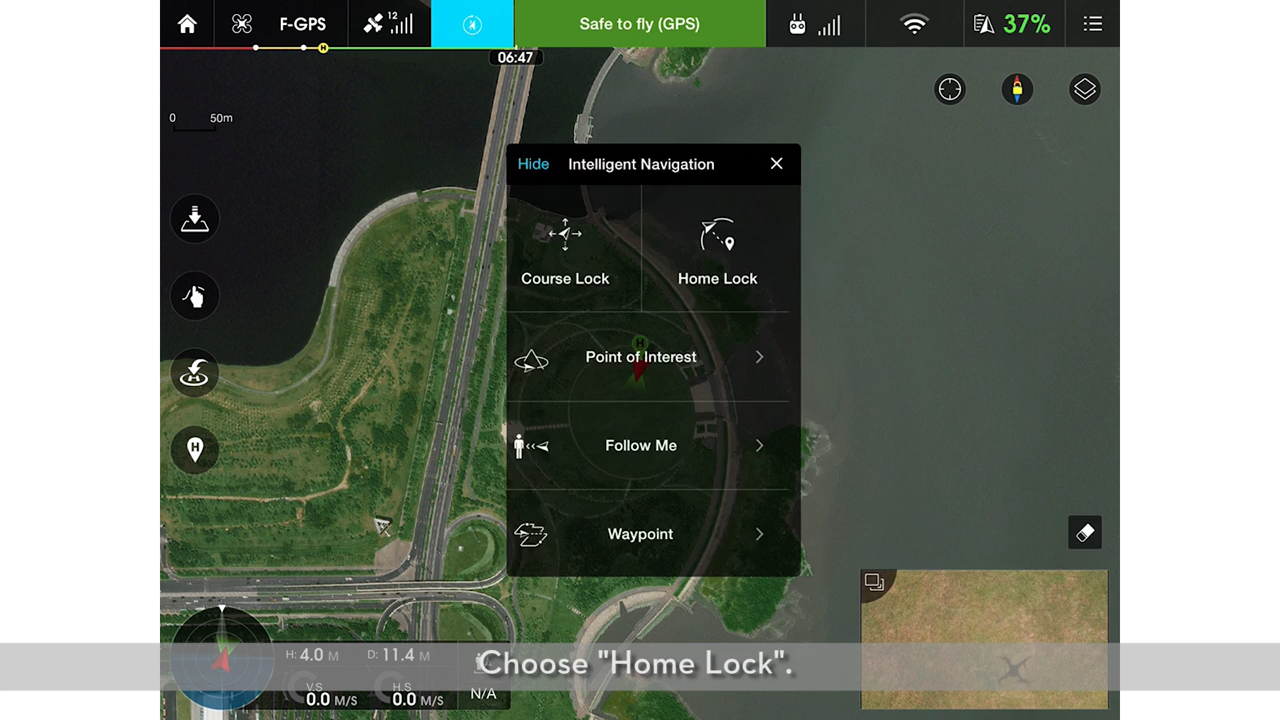 F-GPS
12
Safe to fly (GPS)
37%
H
06:47
0 50m
Hide Intelligent Navigation
Course Lock
Home Lock
H
Point of Interest
H
Follow Me
H
Waypoint
H: 4.0 M D: 11.4 M
Choose "Home Lock".
V.S 0.0 M/S
H.S 0.0 M/S
N/A